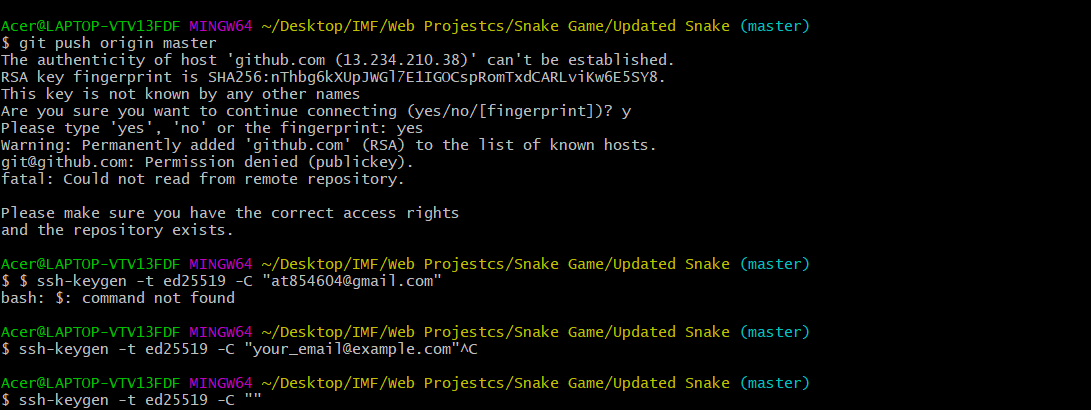 Acer@LAPTOP-VTV13FDF MINGW64 ~/Desktop/IMF/Web Projestcs/Snake Game/Updated Snake (master)
$ git push origin master
The authenticity of host 'github.com (13.234.210.38)' can't be established.
RSA key fingerprint is SHA256:nThbg6kXUpJWGl7E1IGOCspRomTxdCARLviKw6E5SY8.
This key is not known by any other names
Are you sure you want to continue connecting (yes/no/[fingerprint])? y
Please type 'yes', 'no' or the fingerprint: yes
Warning: Permanently added 'github.com' (RSA) to the list of known hosts.
git@github.com: Permission denied (publickey).
fatal: Could not read from remote repository.
Please make sure you have the correct access rights
and the repository exists.
Acer@LAPTOP-VTV13FDF MINGW64 ~/Desktop/IMF/Web Projestcs/Snake Game/Updated Snake (master)
$ $ ssh-keygen -t ed25519 -C "at854604@gmail.com"
bash: $: command not found
Acer@LAPTOP-VTV13FDF MINGW64 ~/Desktop/IMF/Web Projestcs/Snake Game/Updated Snake (master)
$ ssh-keygen -t ed25519 -C "your_email@example.com"^C
Acer@LAPTOP-VTV13FDF MINGW64 ~/Desktop/IMF/Web Projestcs/Snake Game/Updated Snake (master)
$ ssh-keygen -t ed25519 -C ""